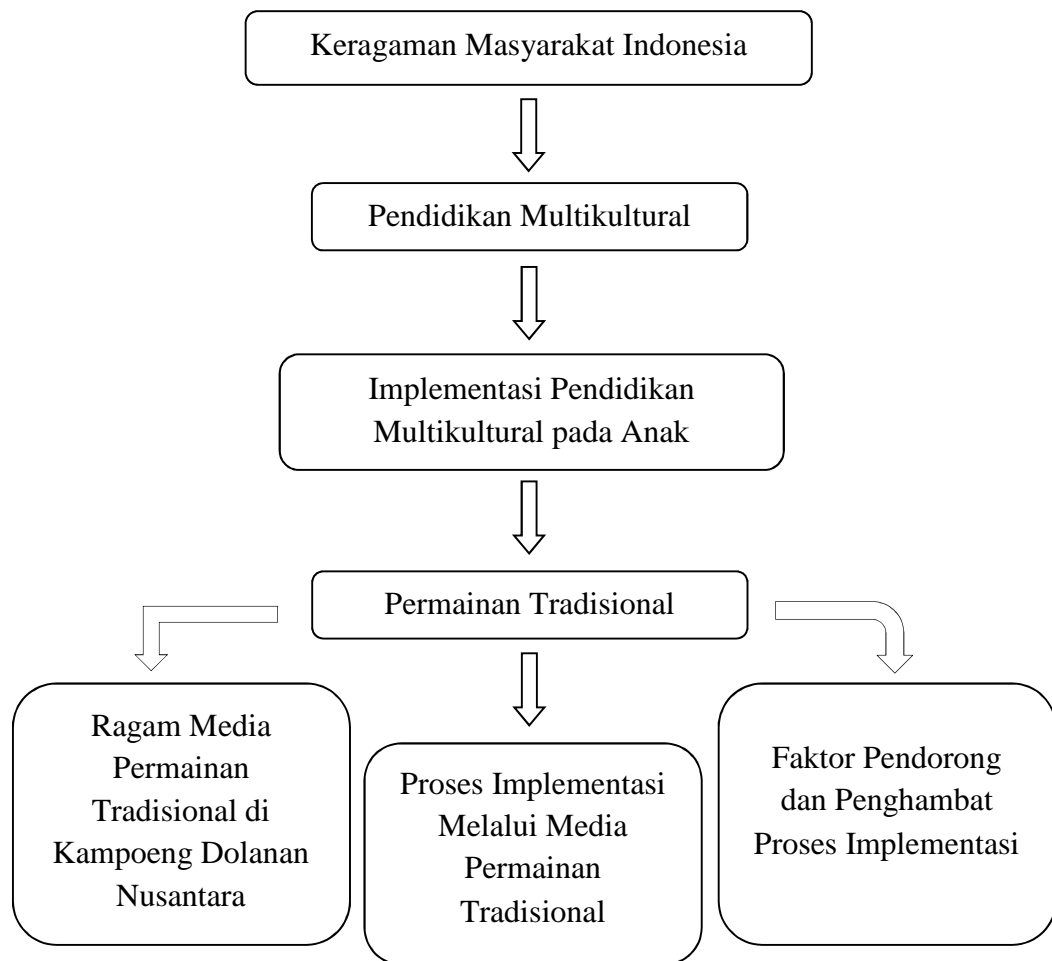 Keragaman Masyarakat Indonesia
Pendidikan Multikultural
Implementasi Pendidikan
Multikultural pada Anak
Permainan Tradisional
Ragam Media
Permainan
Tradisional di
Kampoeng Dolanan
Nusantara
Proses Implementasi
Melalui Media
Permainan
Tradisional
Faktor Pendorong
dan Penghambat
Proses Implementasi